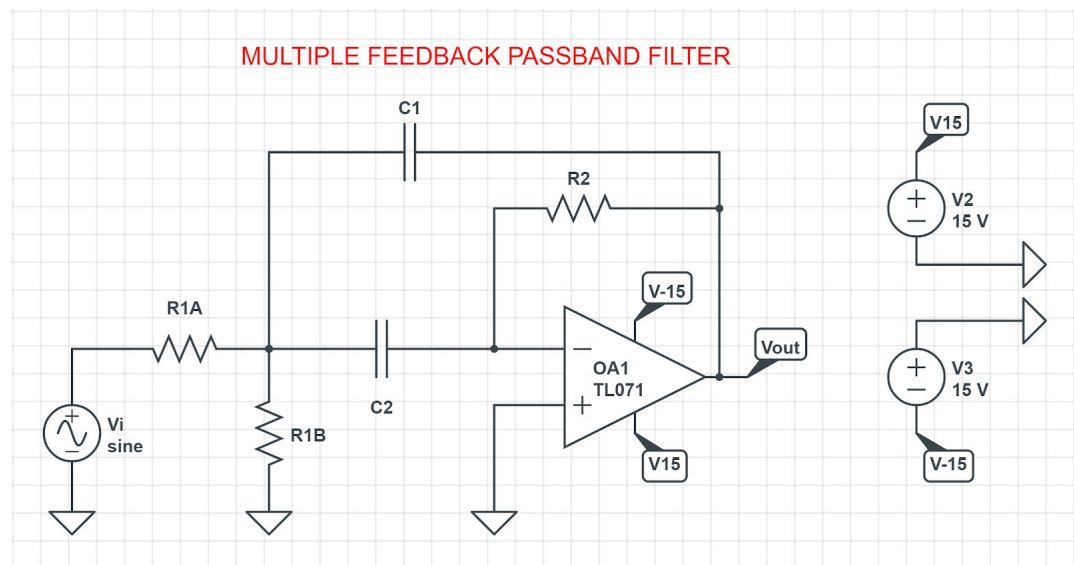 MULTIPLE FEEDBACK PASSBAND FILTER
C1
R2
R1A
C2
R1B
Vi
sine
V-15
OA1
TL071
V15
Vout
V15
V2
15 V
V3
15 V
V-15